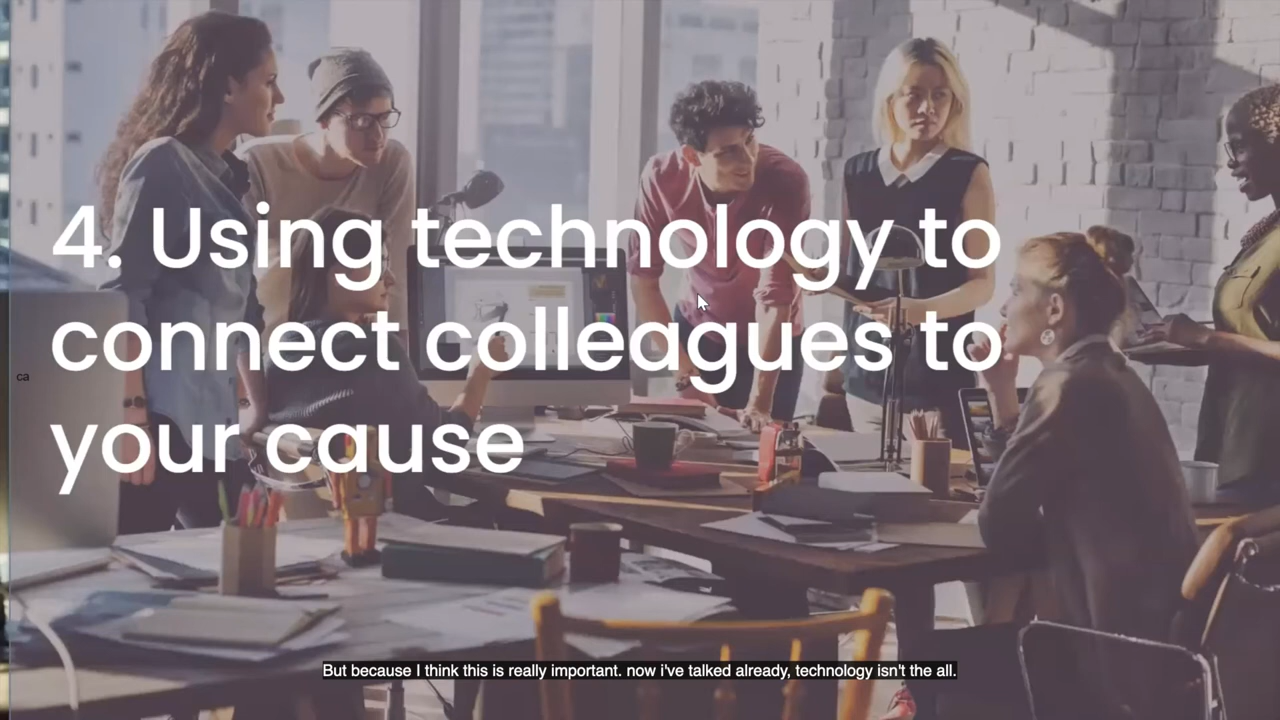 4. Using technology to
connect colleagues to
your cause
ca
But because I think this is really important. now i've talked already, technology isn't the all.